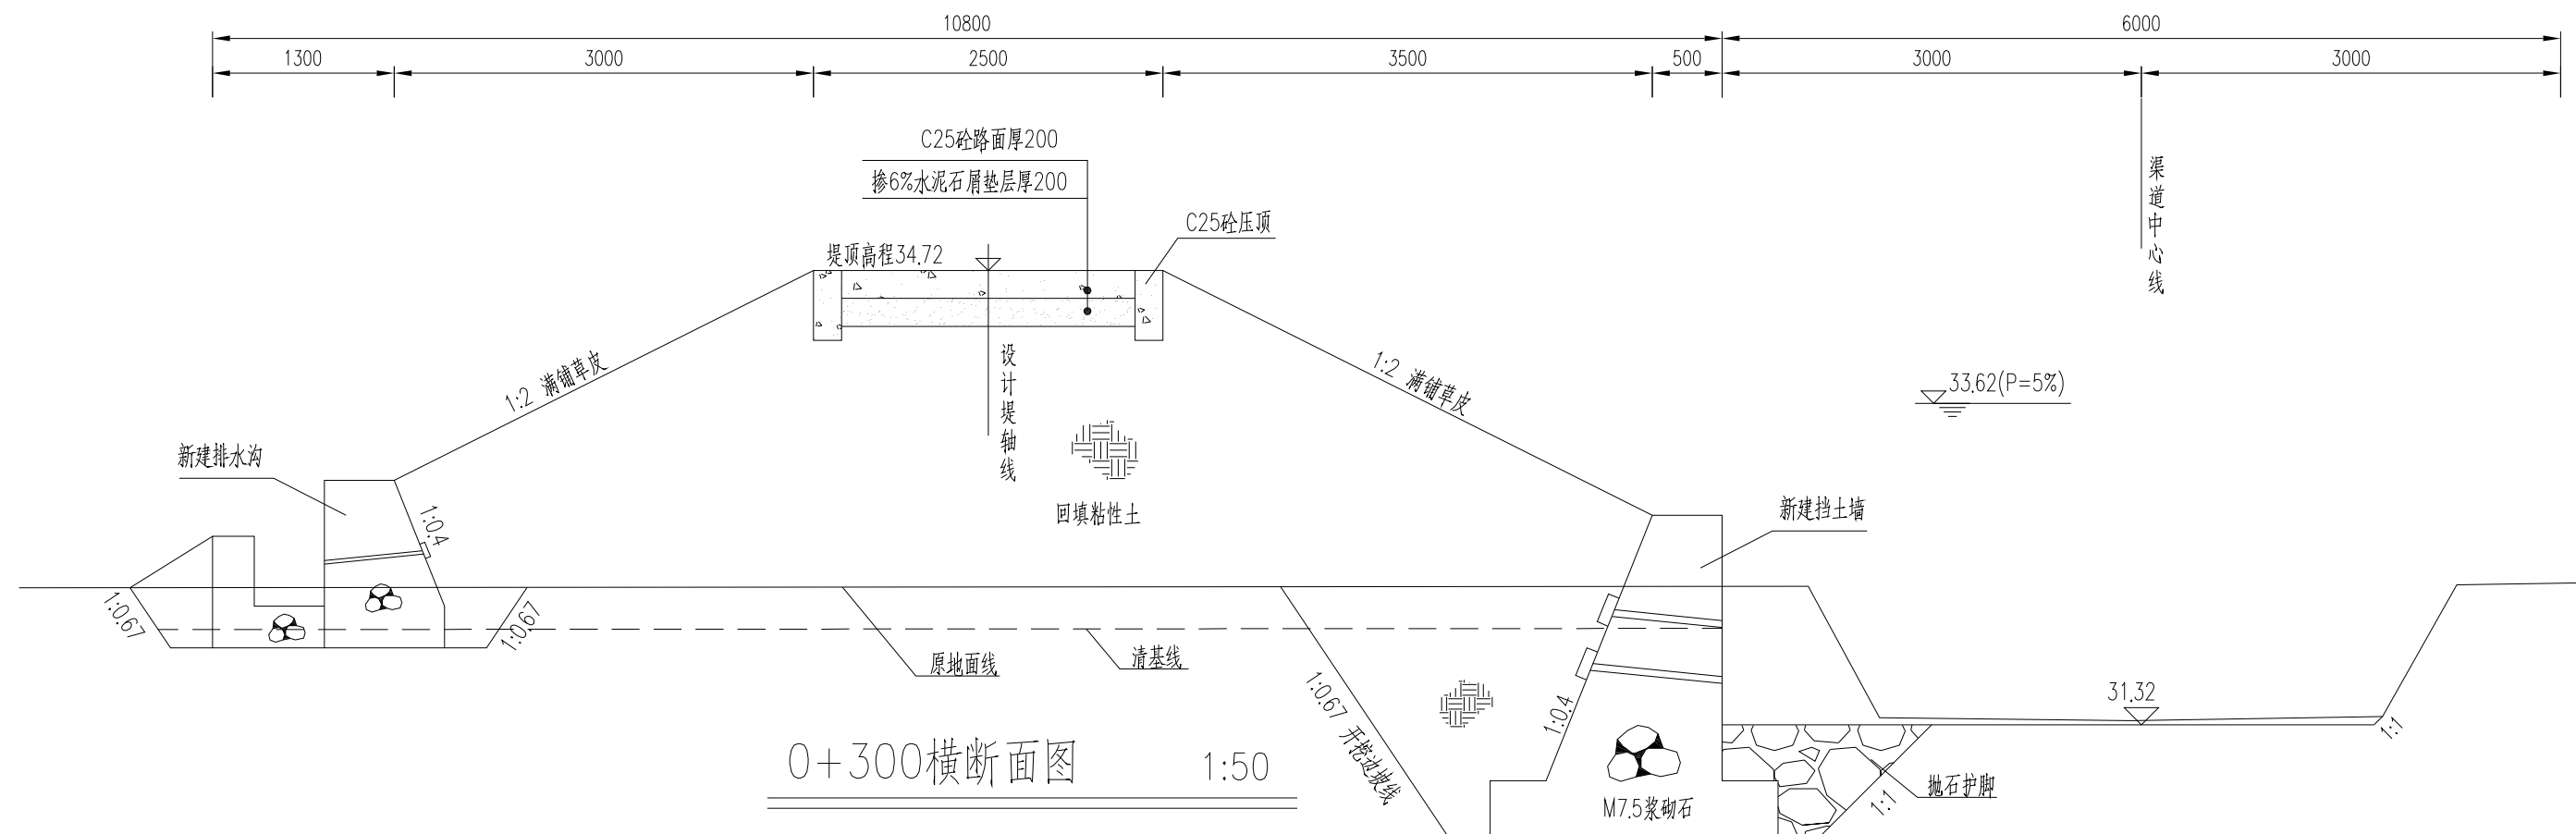 10800
6000
1300
3000
2500
3500
500
3000
3000
C25砼路面厚200
掺6%水泥石屑垫层厚200
C25砼压顶
堤顶高程34.72
渠道中心线
设计堤轴线
1:2 满铺草皮
1:2 满铺草皮
33.62(P=5%)
新建排水沟
1:0.4
回填粘性土
新建挡土墙
1:0.67
1:0.67
原地面线
清基线
1:0.67 开挖边坡线
1:0.4
31.32
1:1
0+300横断面图 1:50
M7.5浆砌石
1:1
抛石护脚